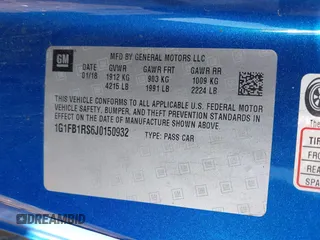 GM
MFD BY GENERAL MOTORS LLC
DATE GVWR GAWR FRT GAWR RR
01/18 1912 KG 983 KG 1009 KG
4215 LB 1991 LB 2224 LB
THIS VEHICLE CONFORMS TO ALL APPLICABLE U.S. FEDERAL MOTOR
VEHICLE SAFETY, BUMPER, AND THEFT PREVENTION STANDARDS
IN EFFECT ON THE DATE OF MANUFACTURE SHOWN ABOVE
1G1FB1RS6J0150932 TYPE: PASS CAR
DREAMBID